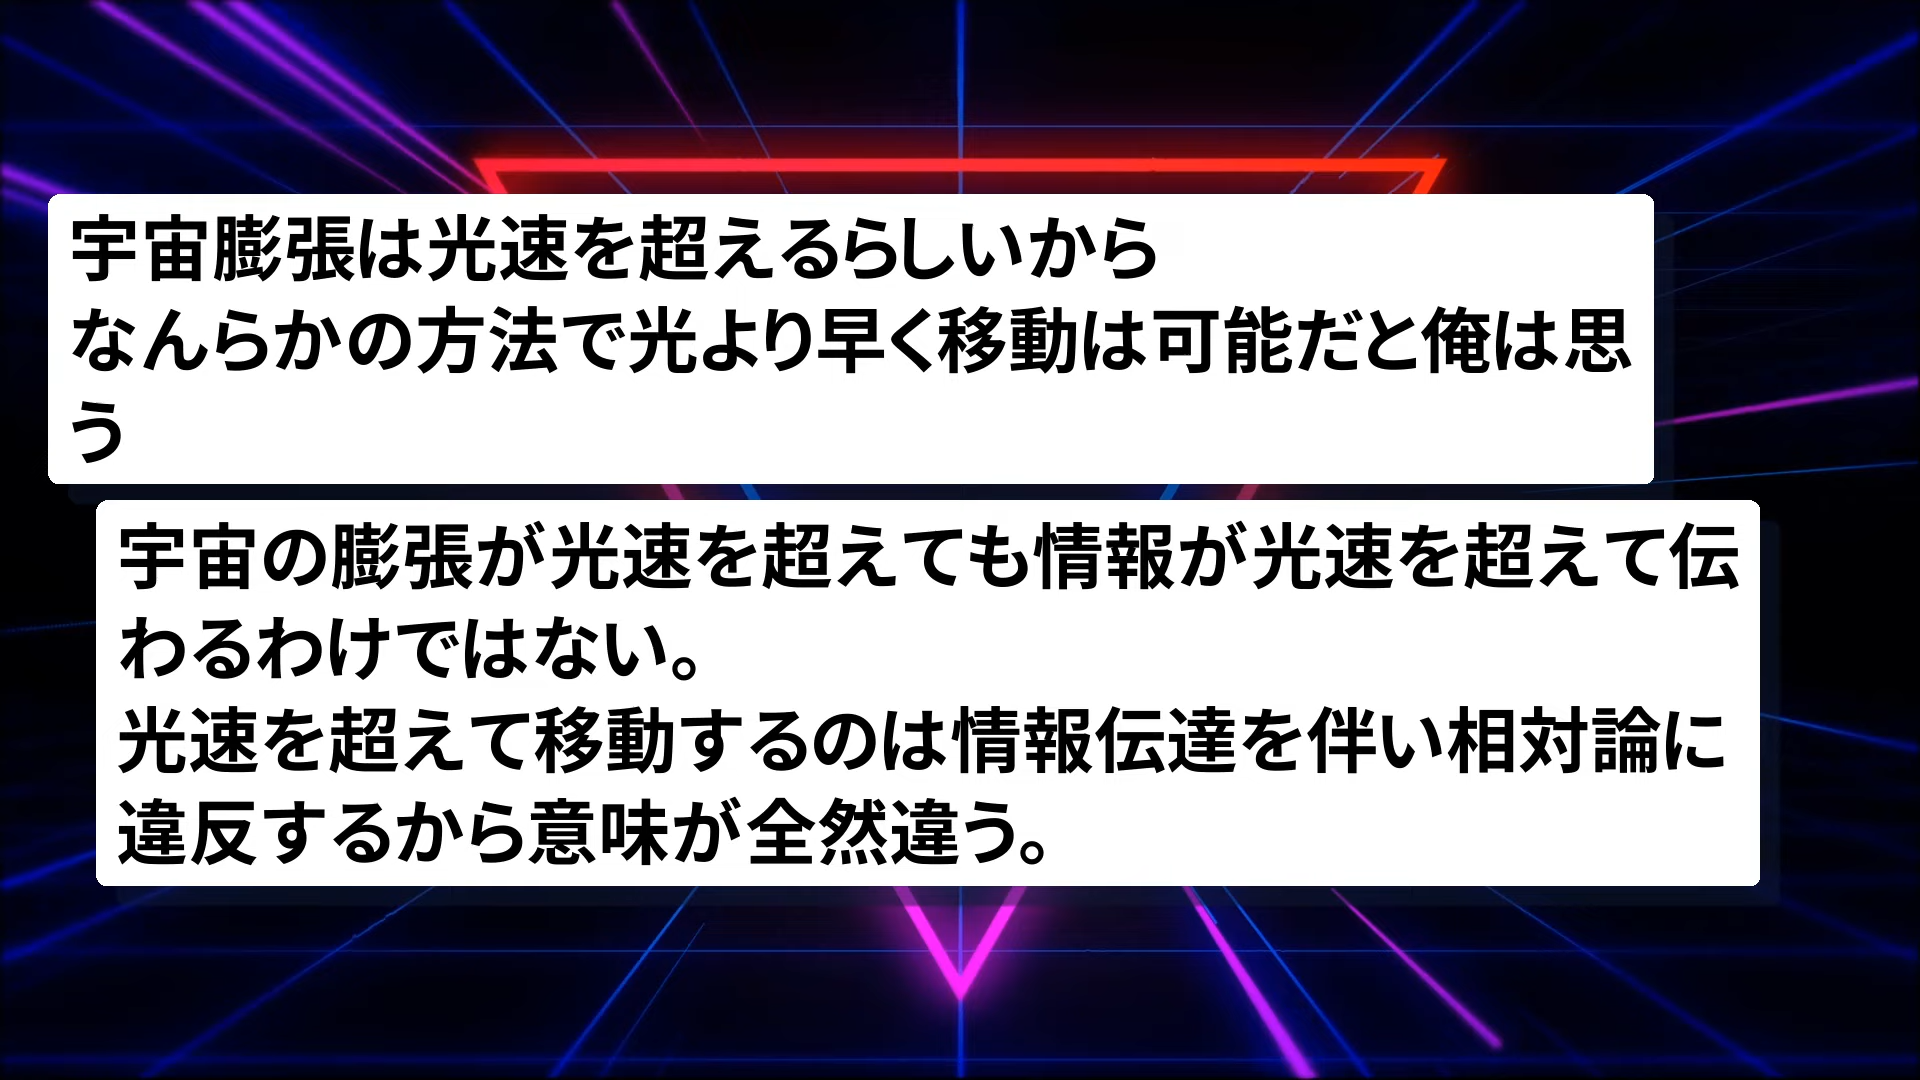 宇宙膨張は光速を超えるらしいから
なんらかの方法で光より早く移動は可能だと俺は思
う
宇宙の膨張が光速を超えても情報が光速を超えて伝
わるわけではない。
光速を超えて移動するのは情報伝達を伴い相対論に
違反するから意味が全然違う。